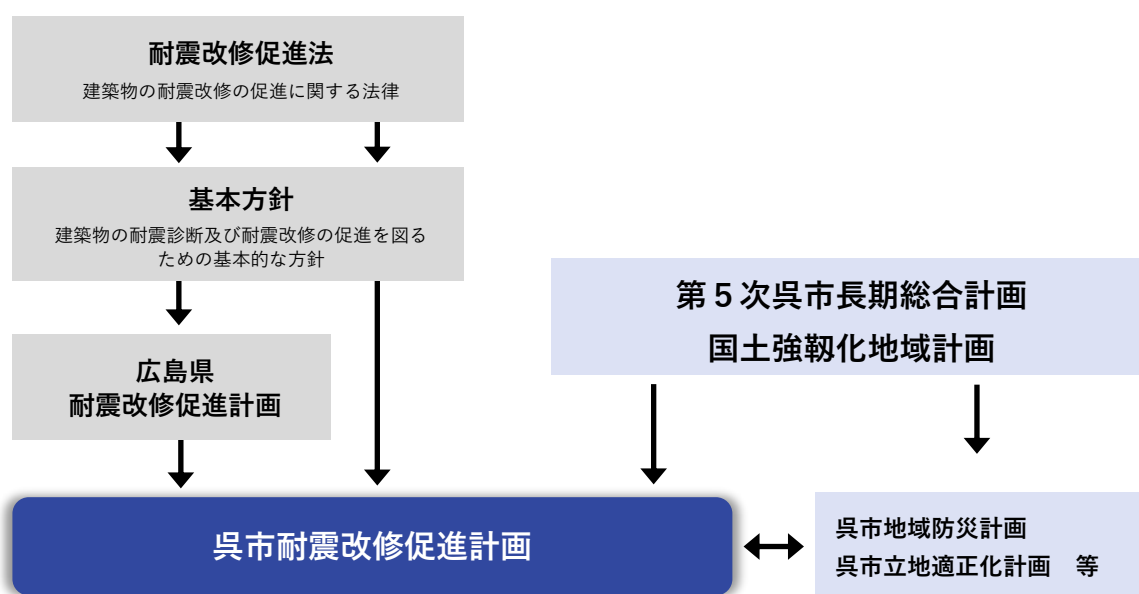 耐震改修促進法
建築物の耐震改修の促進に関する法律
基本方針
建築物の耐震診断及び耐震改修の促進を図る
ための基本的な方針
広島県
耐震改修促進計画
第5次呉市長期総合計画
国土強靱化地域計画
呉市耐震改修促進計画
呉市地域防災計画
呉市立地適正化計画　等